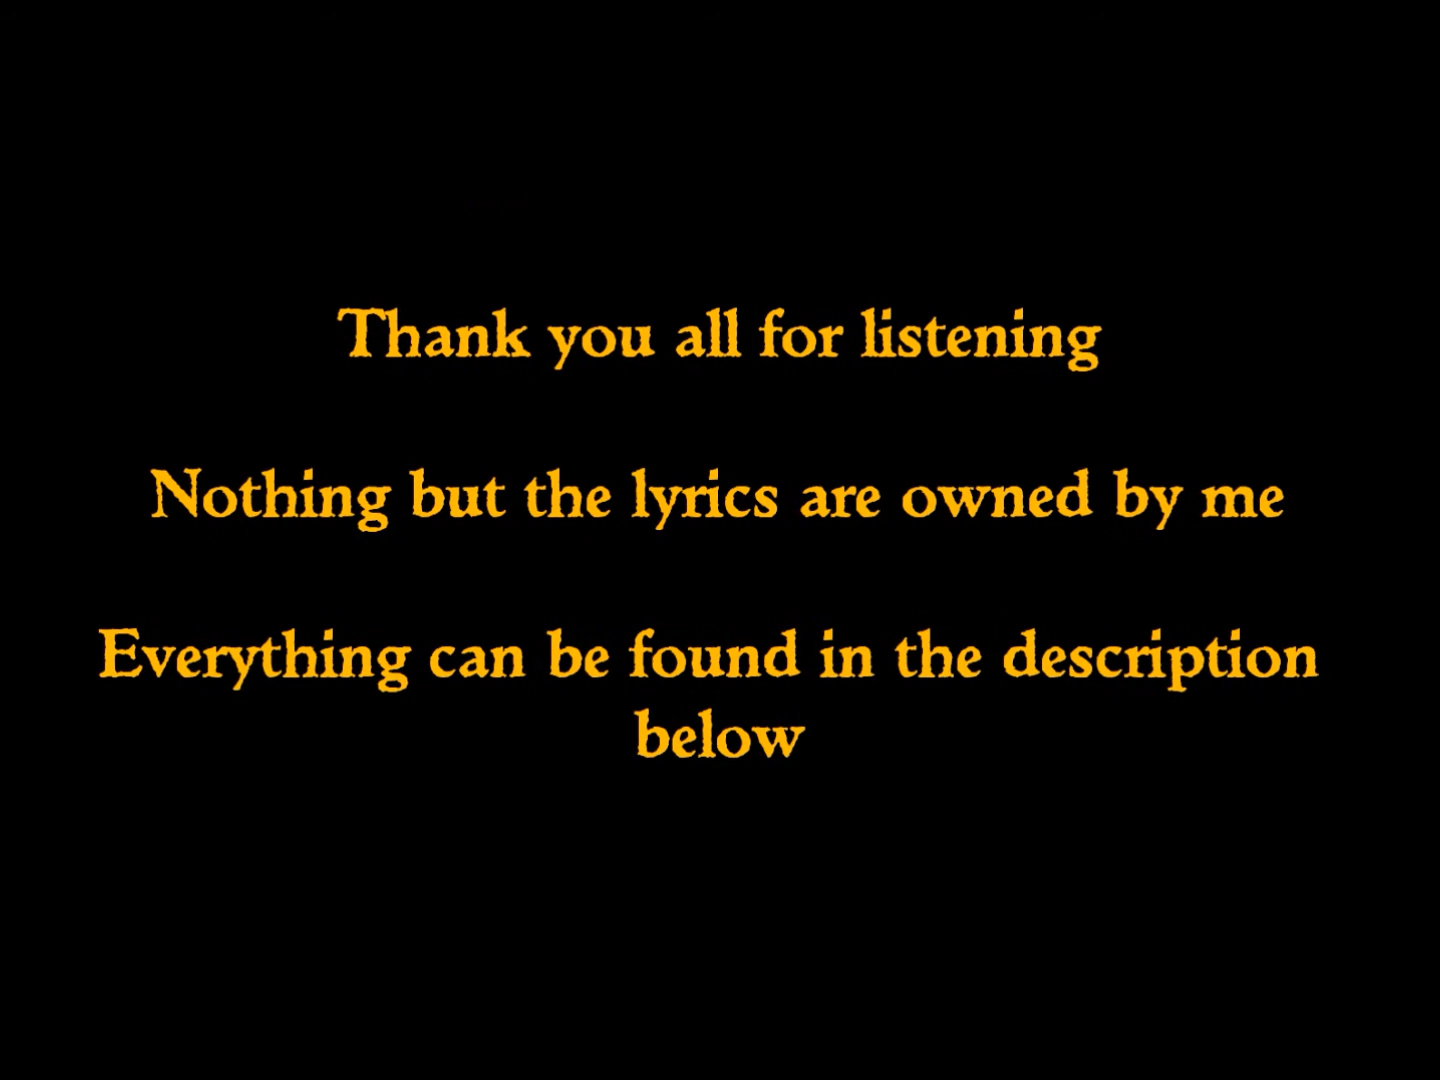 Thank you all for listening
Nothing but the lyrics are owned by me
Everything can be found in the description
below